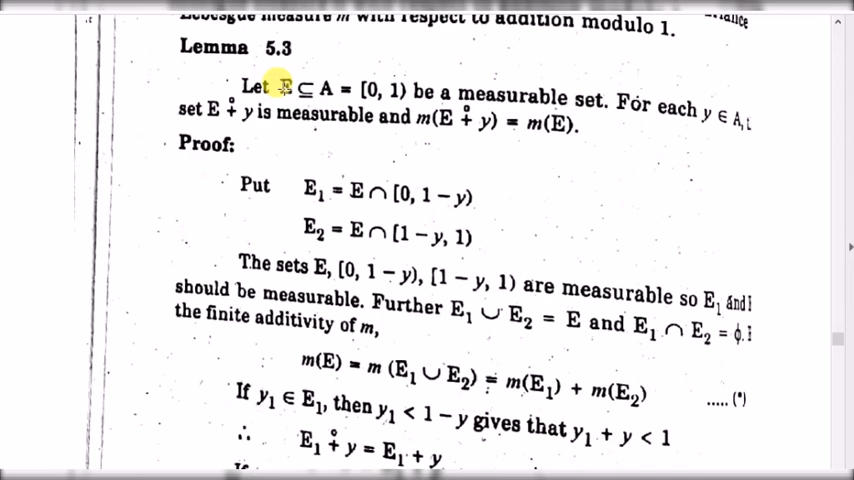 Lebesgue measure m with respect to addition modulo 1.
Lemma 5.3
Let E ⊆ A = [0, 1) be a measurable set. For each y ∈ A,
set E +° y is measurable and m(E +° y) = m(E).
Proof:
Put E₁ = E ∩ [0, 1 – y)
E₂ = E ∩ [1 – y, 1)
The sets E, [0, 1 – y), [1 – y, 1) are measurable so E₁ and
should be measurable. Further E₁ ∪ E₂ = E and E₁ ∩ E₂ = ϕ.
the finite additivity of m,
m(E) = m (E₁ ∪ E₂) = m(E₁) + m(E₂) ..... (*)
If y₁ ∈ E₁, then y₁ < 1 – y gives that y₁ + y < 1
∴ E₁ +° y = E₁ + y